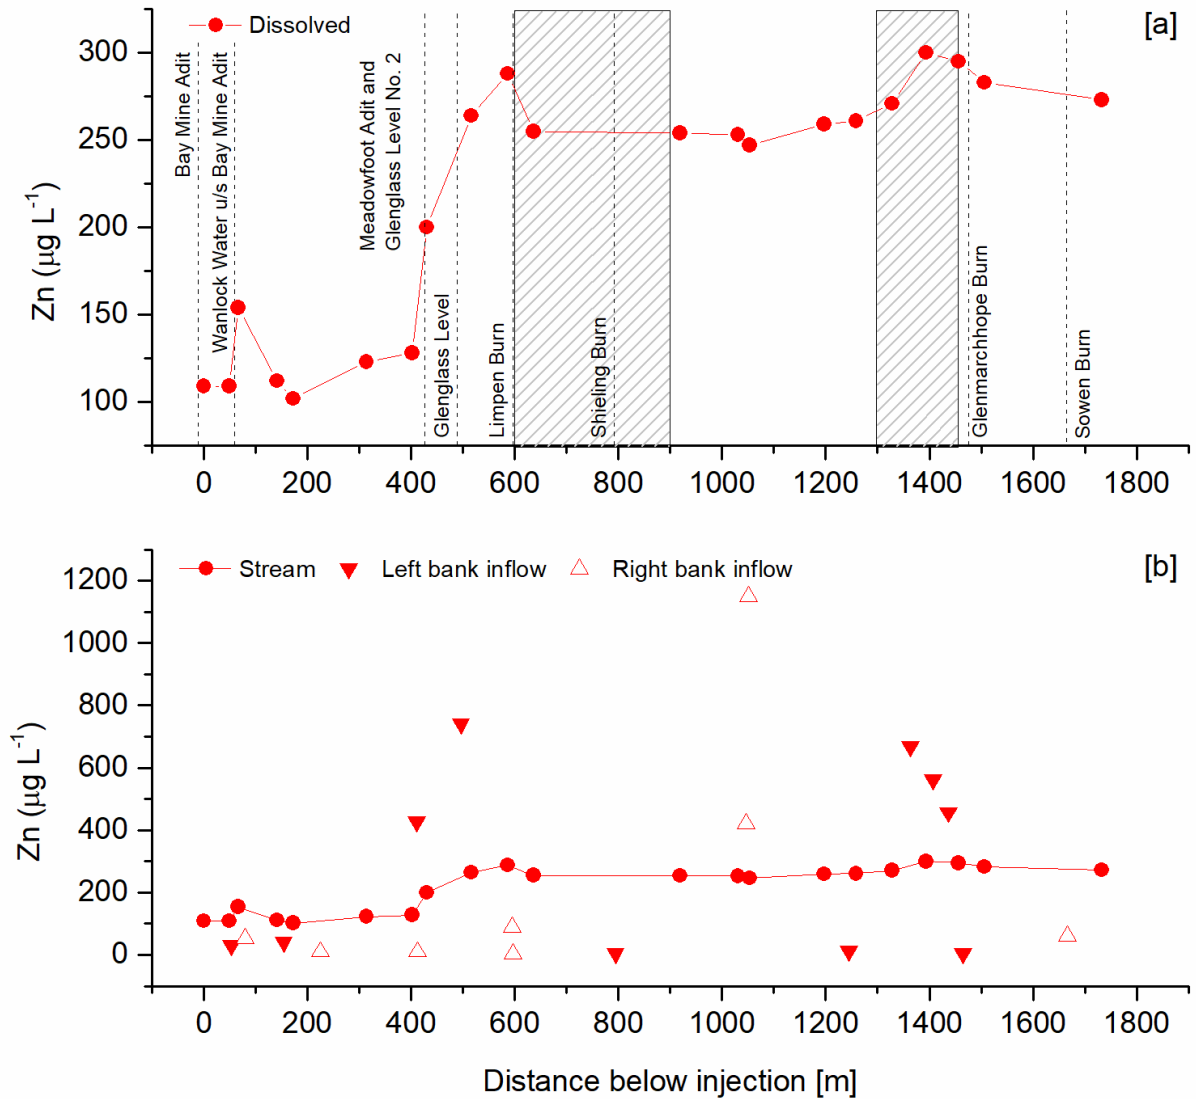 Dissolved
[a]
Zn (µg L⁻¹)
300
250
200
150
100
Bay Mine Adit
Wanlock Water u/s Bay Mine Adit
Meadowfoot Adit and
Glenglass Level No. 2
Glenglass Level
Limpen Burn
Shieling Burn
Glenmarchhope Burn
Sowen Burn
0 200 400 600 800 1000 1200 1400 1600 1800
Stream Left bank inflow Right bank inflow
[b]
Zn (µg L⁻¹)
1200
1000
800
600
400
200
0
0 200 400 600 800 1000 1200 1400 1600 1800
Distance below injection [m]